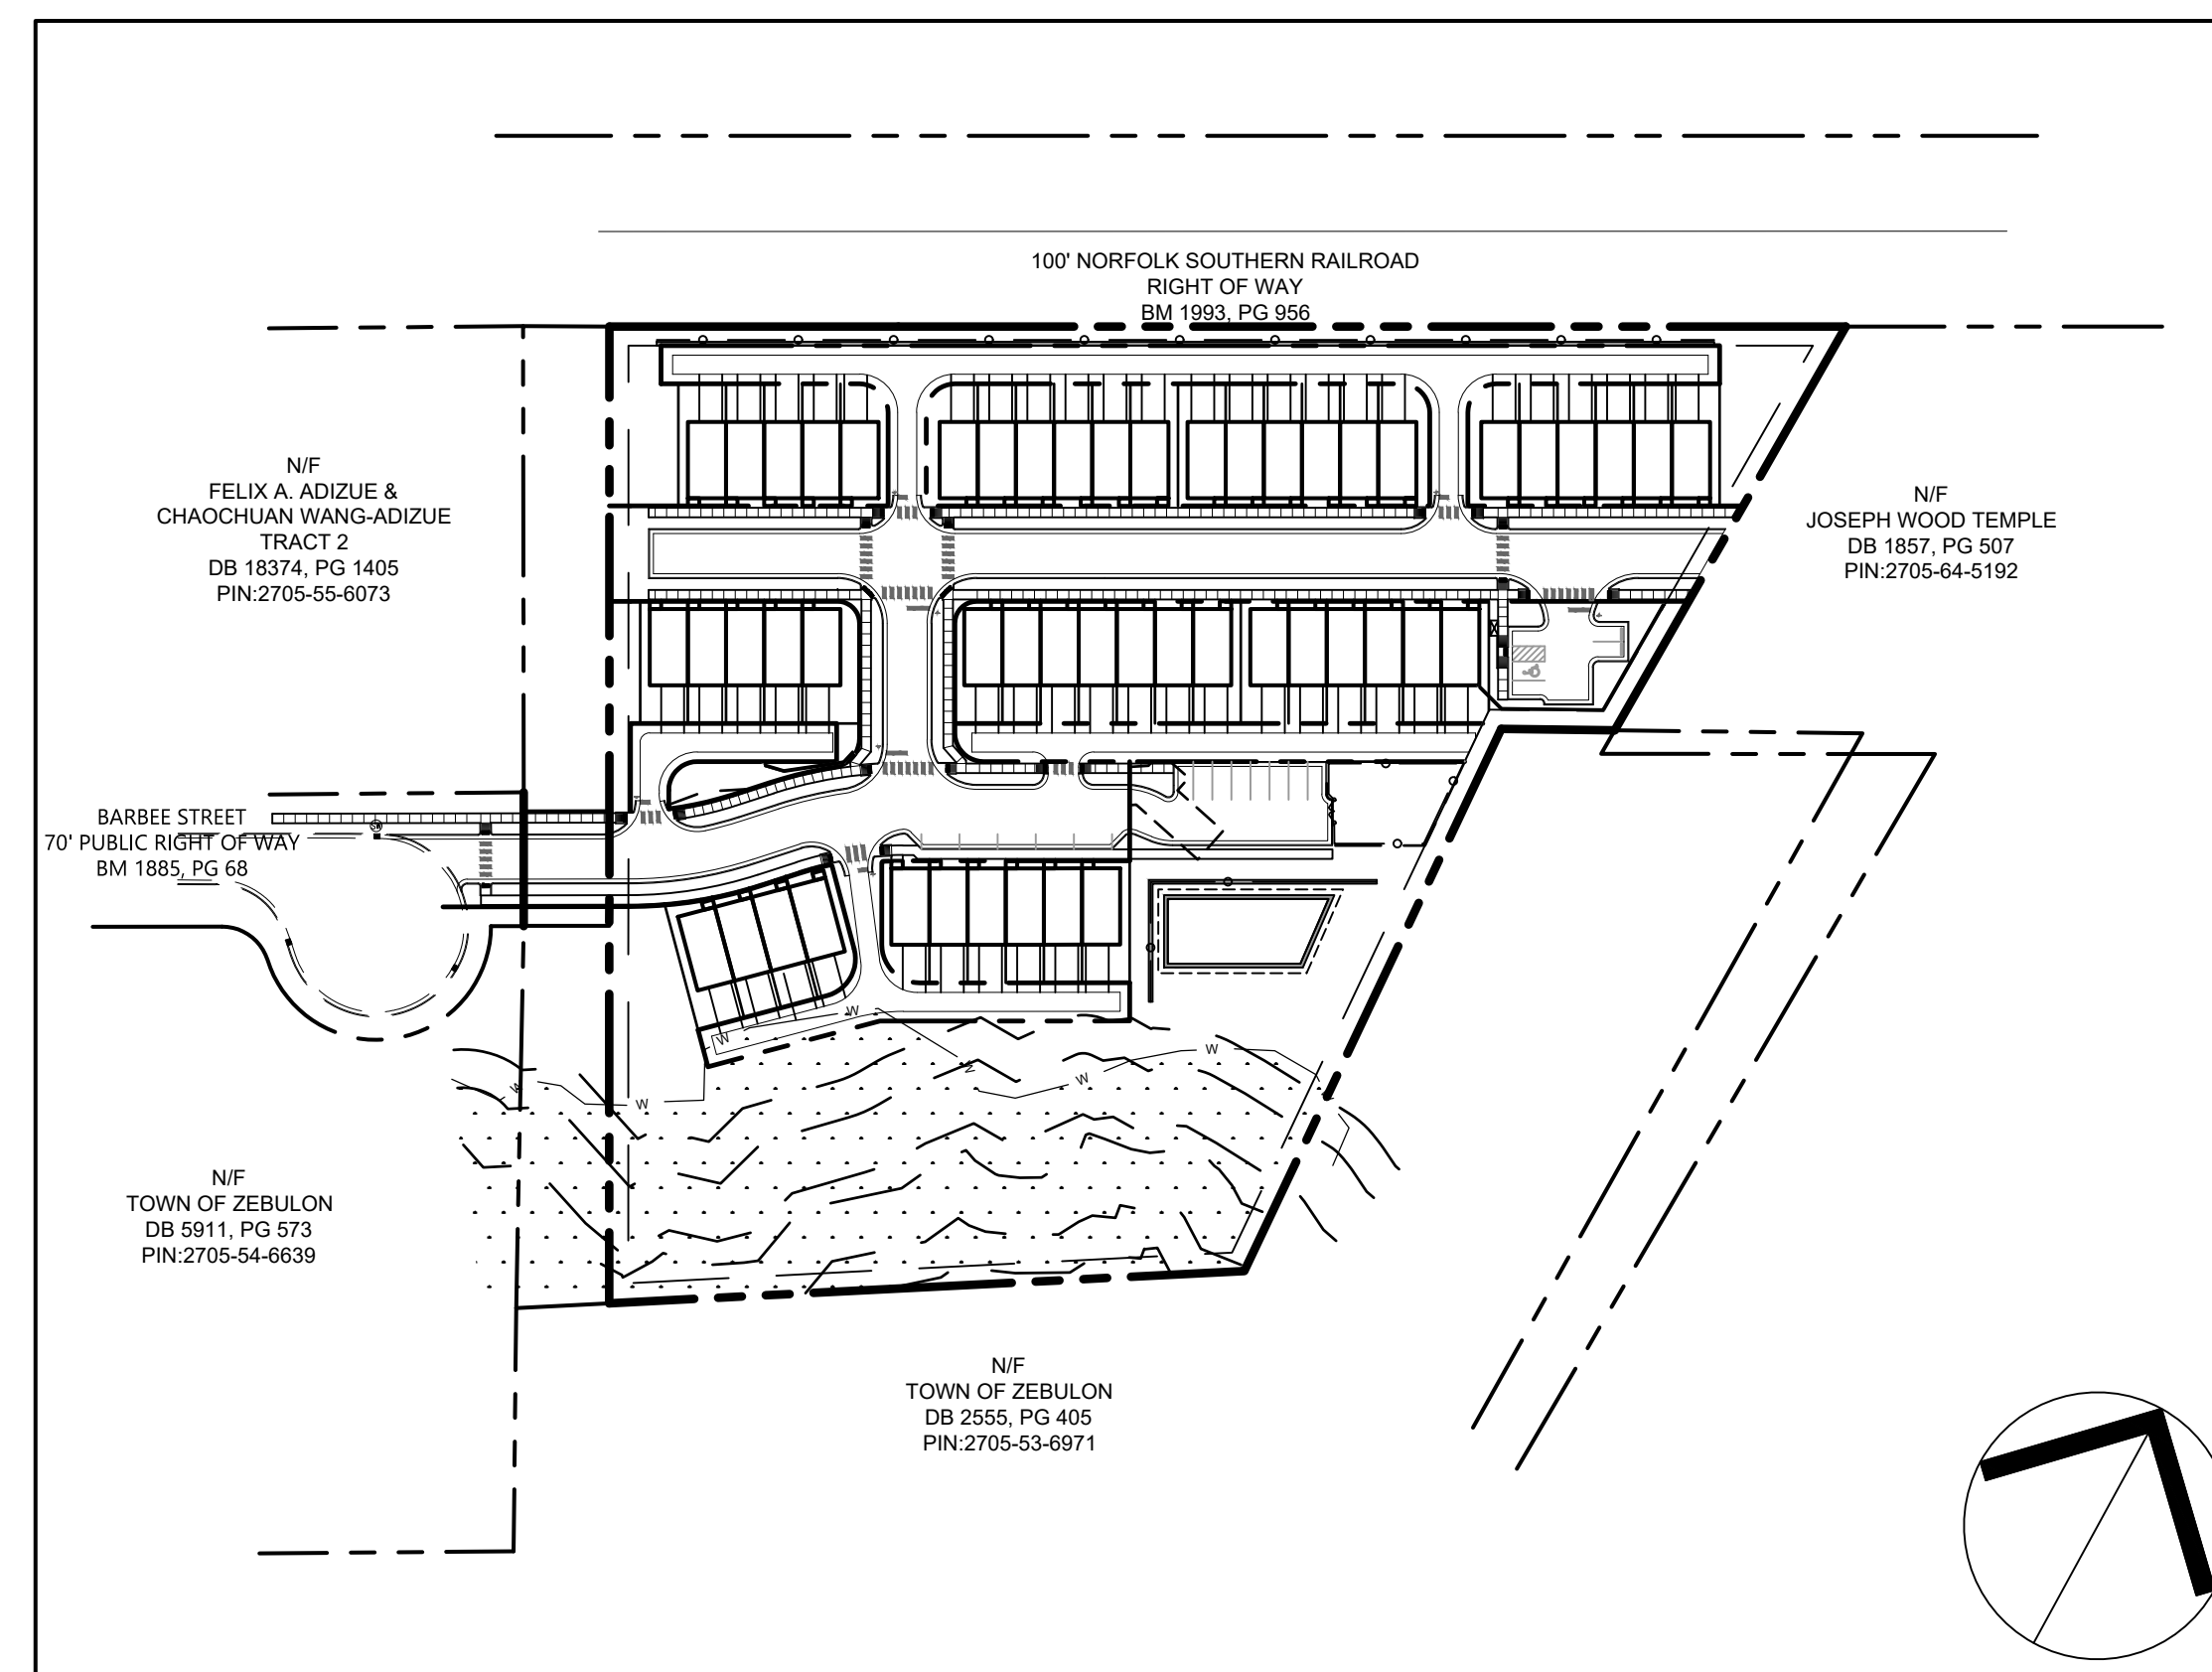 100' NORFOLK SOUTHERN RAILROAD
RIGHT OF WAY
BM 1993, PG 956
N/F
FELIX A. ADIZUE &
CHAOCHUAN WANG-ADIZUE
TRACT 2
DB 18374, PG 1405
PIN:2705-55-6073
N/F
JOSEPH WOOD TEMPLE
DB 1857, PG 507
PIN:2705-64-5192
BARBEE STREET
70' PUBLIC RIGHT OF WAY
BM 1885, PG 68
W
W
W
W
W
W
W
N/F
TOWN OF ZEBULON
DB 5911, PG 573
PIN:2705-54-6639
N/F
TOWN OF ZEBULON
DB 2555, PG 405
PIN:2705-53-6971